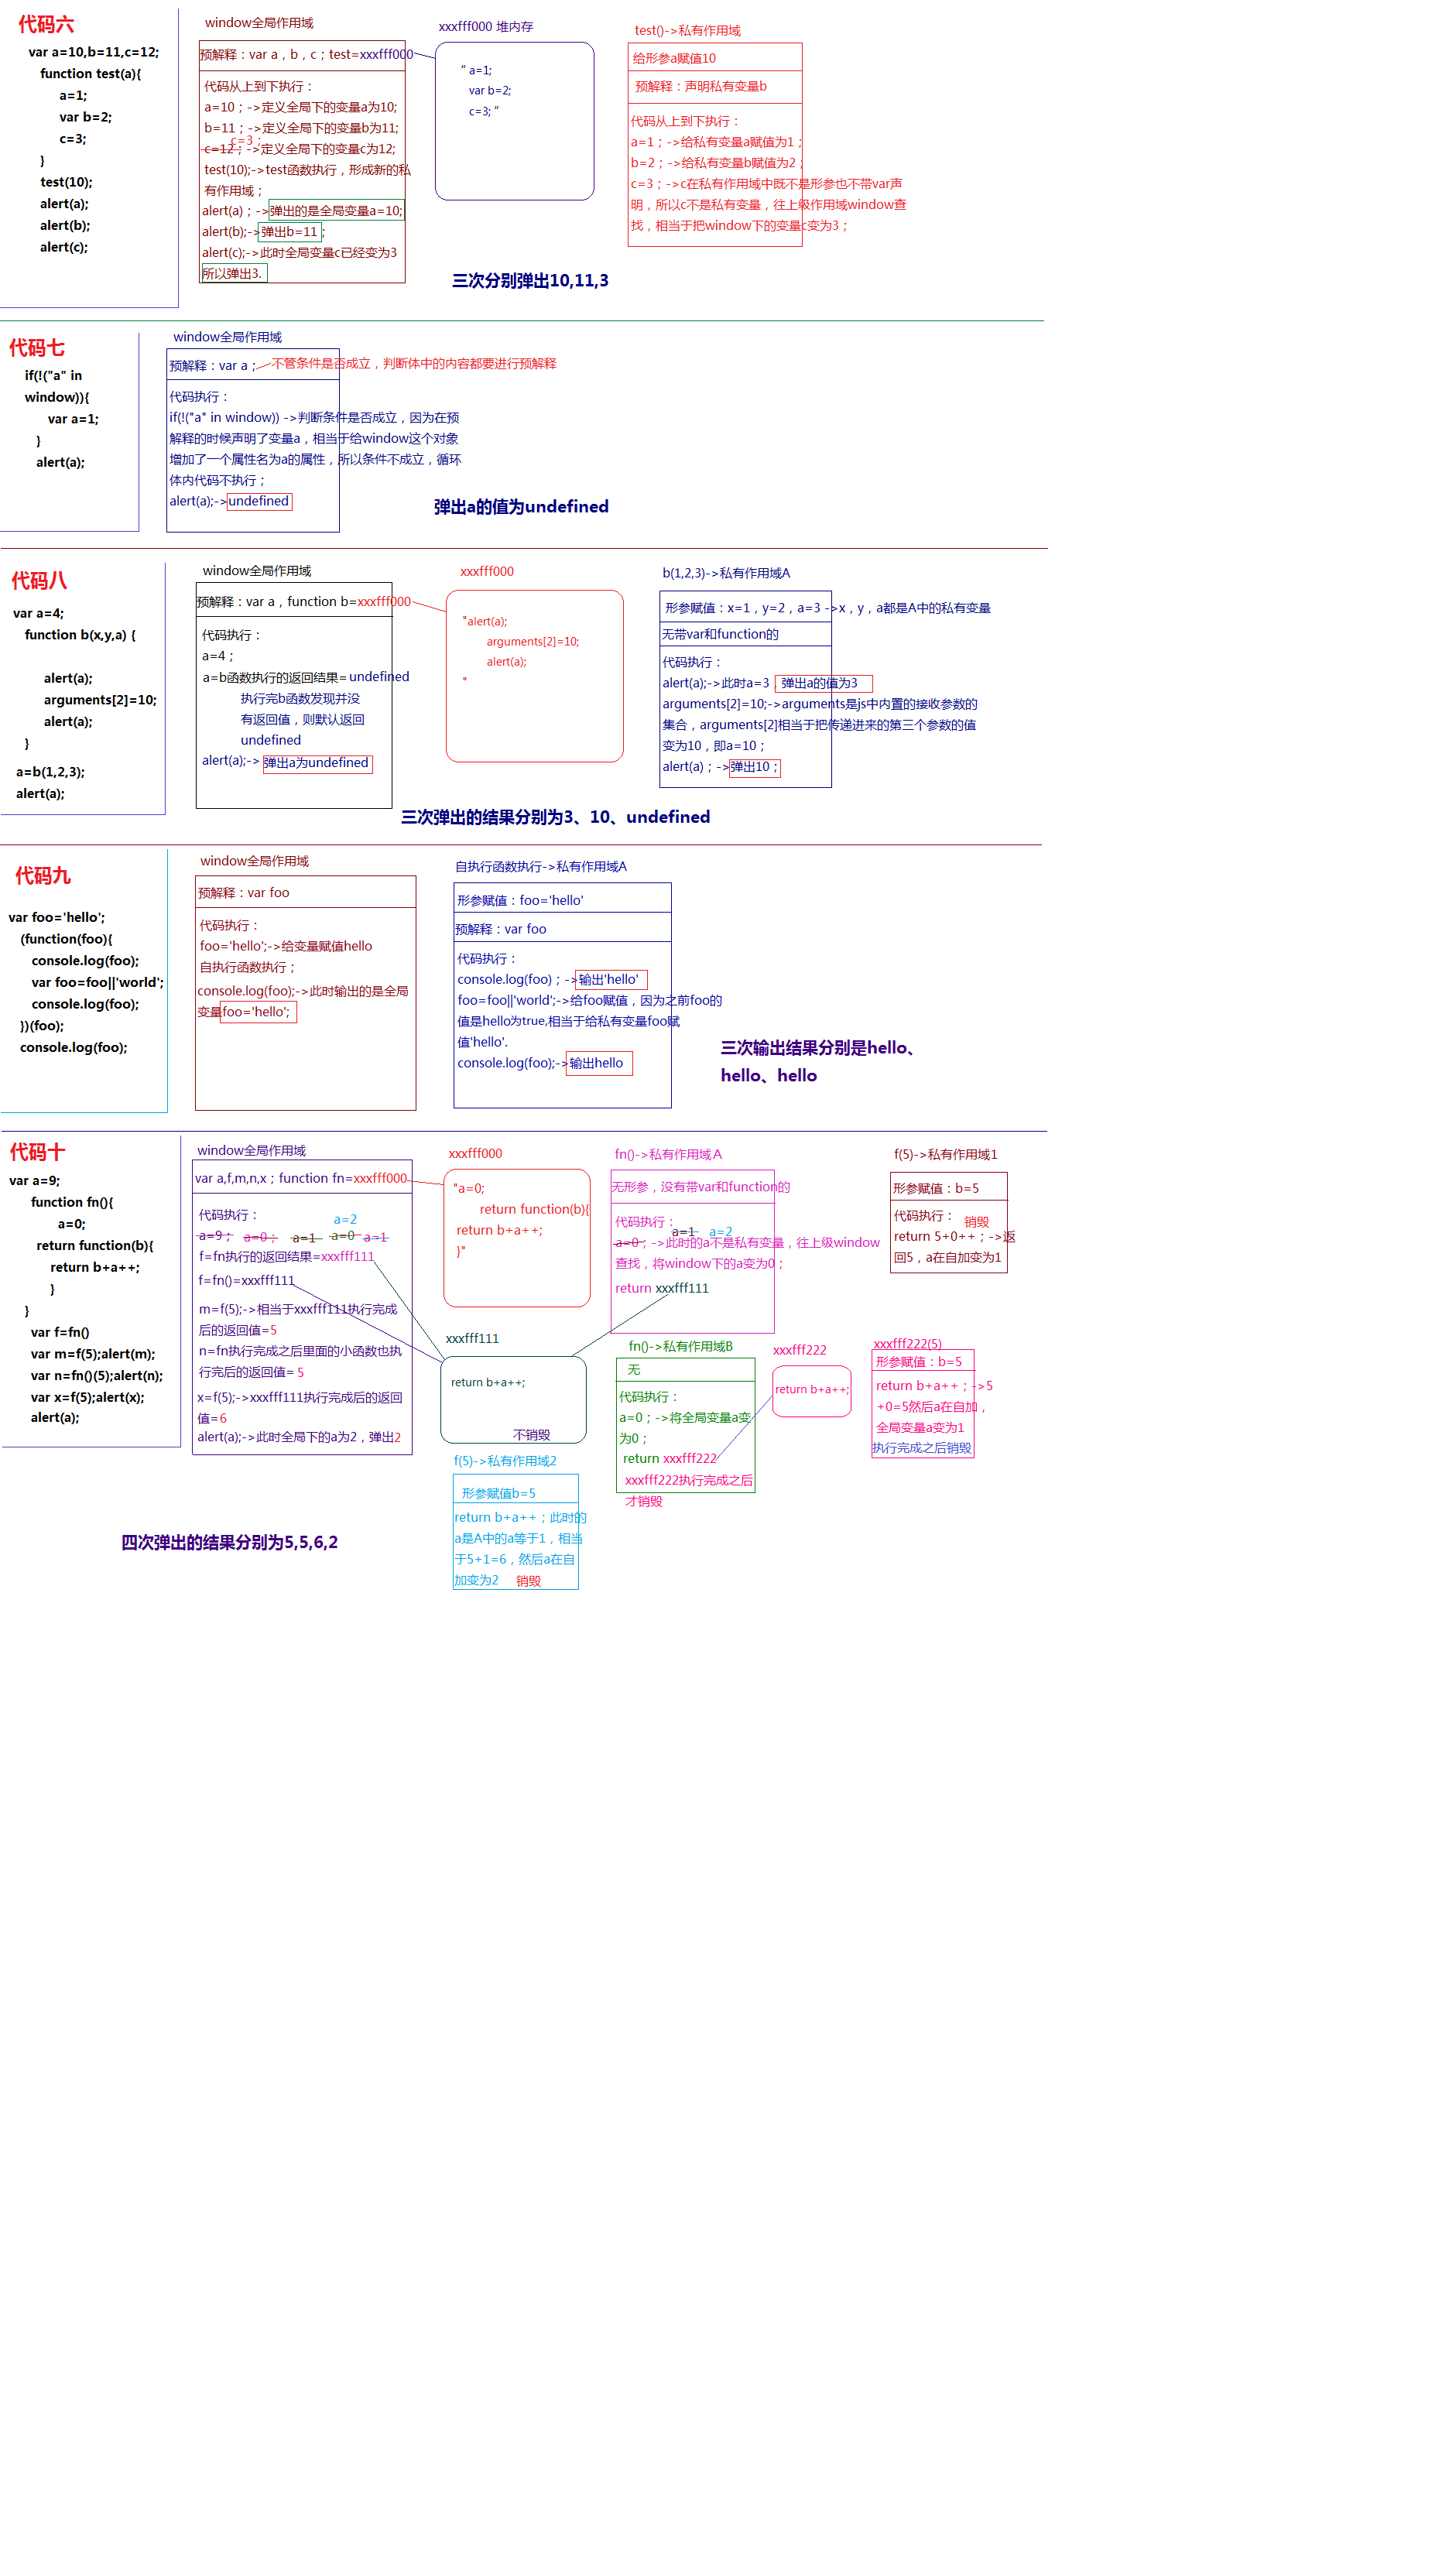 代码六
var a=10,b=11,c=12;
function test(a){
a=1;
var b=2;
c=3;
}
test(10);
alert(a);
alert(b);
alert(c);
window全局作用域
预解释：var a，b，c；test=xxxfff000
代码从上到下执行：
a=10；->定义全局下的变量a为10;
b=11；->定义全局下的变量b为11;
c=3；
c=12；->定义全局下的变量c为12;
test(10);->test函数执行，形成新的私
有作用域；
alert(a)；->弹出的是全局变量a=10;
alert(b);->弹出b=11；
alert(c);->此时全局变量c已经变为3
所以弹出3.
xxxfff000 堆内存
“ a=1;
var b=2;
c=3; “
test()->私有作用域
给形参a赋值10
预解释：声明私有变量b
代码从上到下执行：
a=1；->给私有变量a赋值为1；
b=2；->给私有变量b赋值为2；
c=3；->c在私有作用域中既不是形参也不带var声
明，所以c不是私有变量，往上级作用域window查
找，相当于把window下的变量c变为3；
三次分别弹出10,11,3
代码七
if(!("a" in
window)){
var a=1;
}
alert(a);
window全局作用域
预解释：var a；
不管条件是否成立，判断体中的内容都要进行预解释
代码执行：
if(!("a" in window)) ->判断条件是否成立，因为在预
解释的时候声明了变量a，相当于给window这个对象
增加了一个属性名为a的属性，所以条件不成立，循环
体内代码不执行；
alert(a);->undefined
弹出a的值为undefined
代码八
var a=4;
function b(x,y,a) {
alert(a);
arguments[2]=10;
alert(a);
}
a=b(1,2,3);
alert(a);
window全局作用域
预解释：var a，function b=xxxfff000
代码执行：
a=4；
a=b函数执行的返回结果=undefined
执行完b函数发现并没
有返回值，则默认返回
undefined
alert(a);-> 弹出a为undefined
xxxfff000
"alert(a);
arguments[2]=10;
alert(a);
"
b(1,2,3)->私有作用域A
形参赋值：x=1，y=2，a=3 ->x，y，a都是A中的私有变量
无带var和function的
代码执行：
alert(a);->此时a=3，弹出a的值为3
arguments[2]=10;->arguments是js中内置的接收参数的
集合，arguments[2]相当于把传递进来的第三个参数的值
变为10，即a=10；
alert(a)；->弹出10；
三次弹出的结果分别为3、10、undefined
代码九
var foo='hello';
(function(foo){
console.log(foo);
var foo=foo||'world';
console.log(foo);
})(foo);
console.log(foo);
window全局作用域
预解释：var foo
代码执行：
foo='hello';->给变量赋值hello
自执行函数执行；
console.log(foo);->此时输出的是全局
变量foo='hello';
自执行函数执行->私有作用域A
形参赋值：foo='hello'
预解释：var foo
代码执行：
console.log(foo)；->输出'hello'
foo=foo||'world';->给foo赋值，因为之前foo的
值是hello为true,相当于给私有变量foo赋
值'hello'.
console.log(foo);->输出hello
三次输出结果分别是hello、
hello、hello
代码十
var a=9;
function fn(){
a=0;
return function(b){
return b+a++;
}
}
var f=fn()
var m=f(5);alert(m);
var n=fn()(5);alert(n);
var x=f(5);alert(x);
alert(a);
window全局作用域
var a,f,m,n,x；function fn=xxxfff000
代码执行：
a=2
a=9； a=0； a=1 a=0 a=1
f=fn执行的返回结果=xxxfff111
f=fn()=xxxfff111
m=f(5);->相当于xxxfff111执行完成
后的返回值=5
n=fn执行完成之后里面的小函数也执
行完后的返回值= 5
x=f(5);->xxxfff111执行完成后的返回
值=6
alert(a);->此时全局下的a为2，弹出2
xxxfff000
"a=0;
return function(b){
return b+a++;
}"
xxxfff111
return b+a++;
不销毁
f(5)->私有作用域2
形参赋值b=5
return b+a++；此时的
a是A中的a等于1，相当
于5+1=6，然后a在自
加变为2 销毁
fn()->私有作用域A
无形参，没有带var和function的
代码执行：
a=1 a=2
a=0；->此时的a不是私有变量，往上级window
查找，将window下的a变为0；
return xxxfff111
fn()->私有作用域B
无
代码执行：
a=0；->将全局变量a变
为0；
return xxxfff222
xxxfff222执行完成之后
才销毁
xxxfff222
return b+a++;
f(5)->私有作用域1
形参赋值：b=5
代码执行： 销毁
return 5+0++；->返
回5，a在自加变为1
xxxfff222(5)
形参赋值：b=5
return b+a++；->5
+0=5然后a在自加，
全局变量a变为1
执行完成之后销毁
四次弹出的结果分别为5,5,6,2